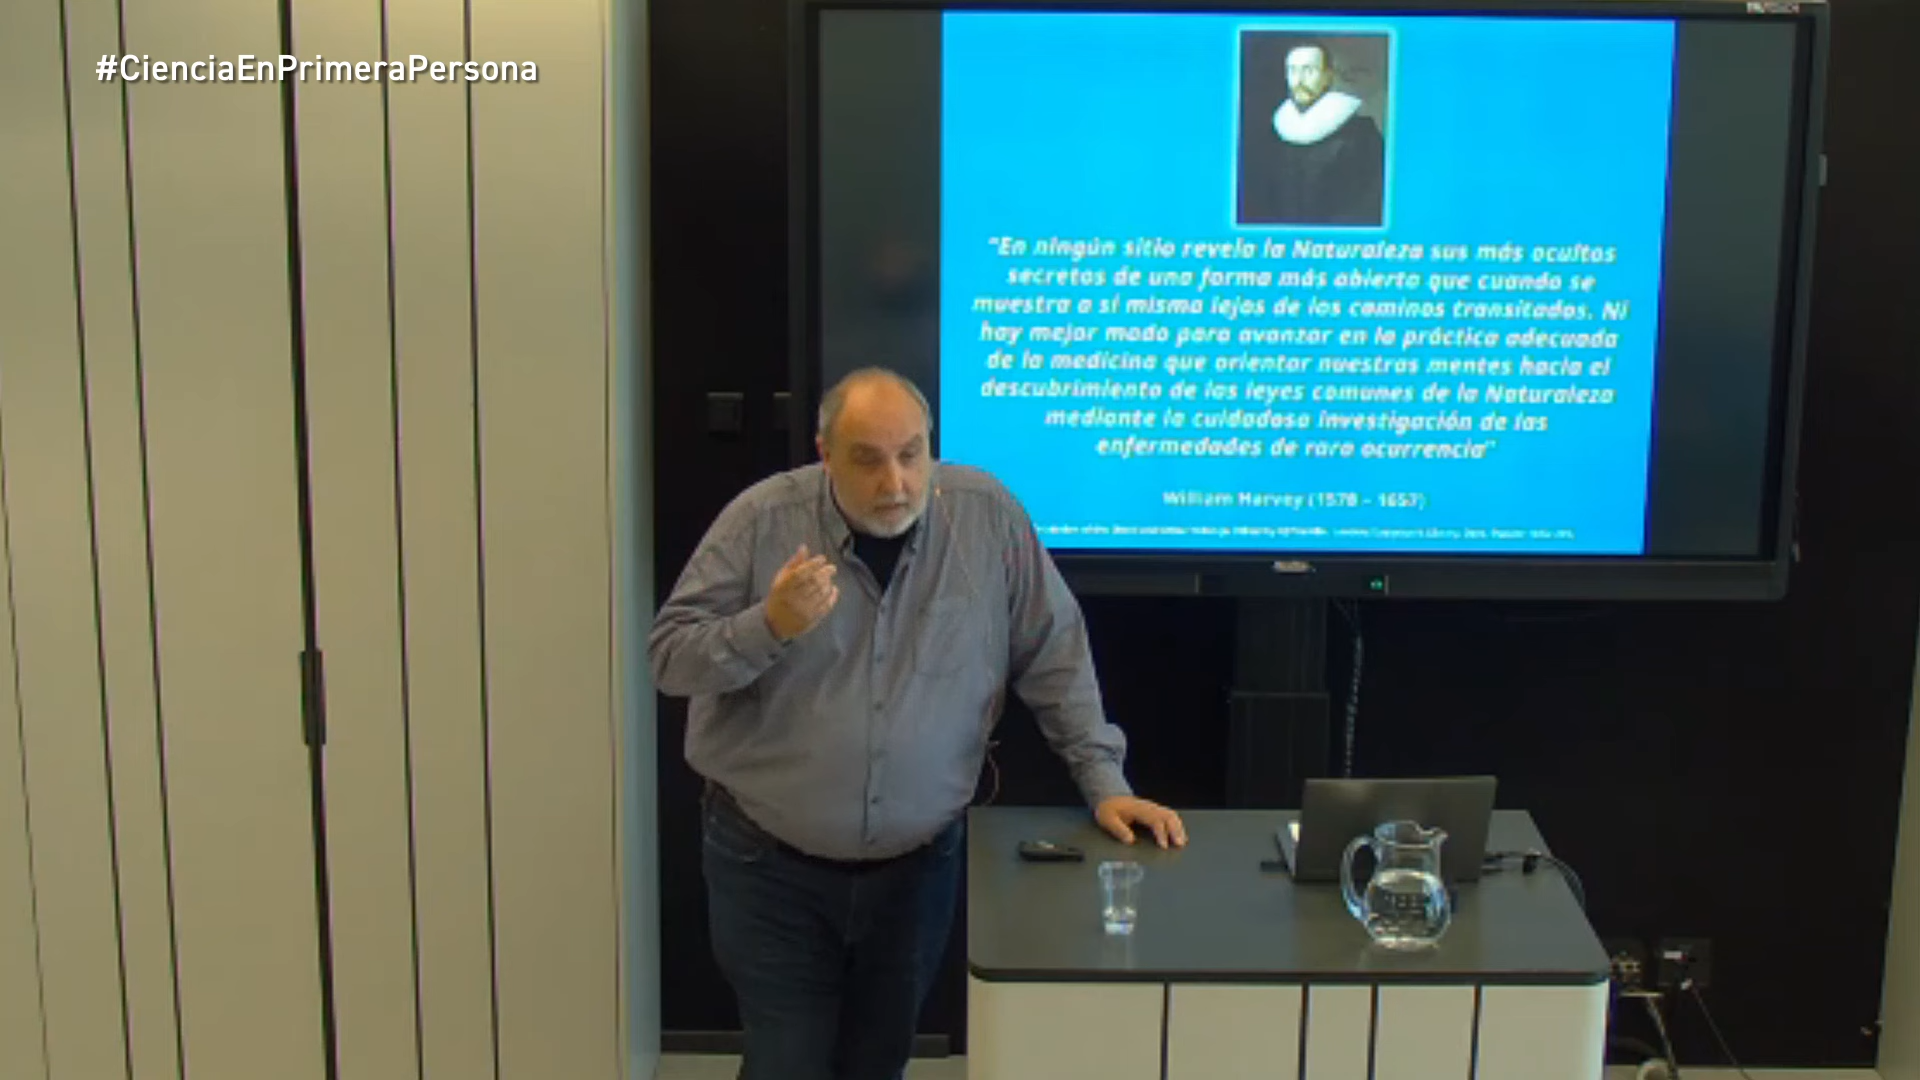 #CienciaEnPrimeraPersona
"En ningún sitio revela la Naturaleza sus más ocultos
secretos de una forma más abierta que cuando se
muestra a sí misma lejos de los caminos transitados. Ni
hay mejor modo para avanzar en la práctica adecuada
de la medicina que orientar nuestras mentes hacia el
descubrimiento de las leyes comunes de la Naturaleza
mediante la cuidadosa investigación de las
enfermedades de rara ocurrencia"
William Harvey (1578 - 1657)